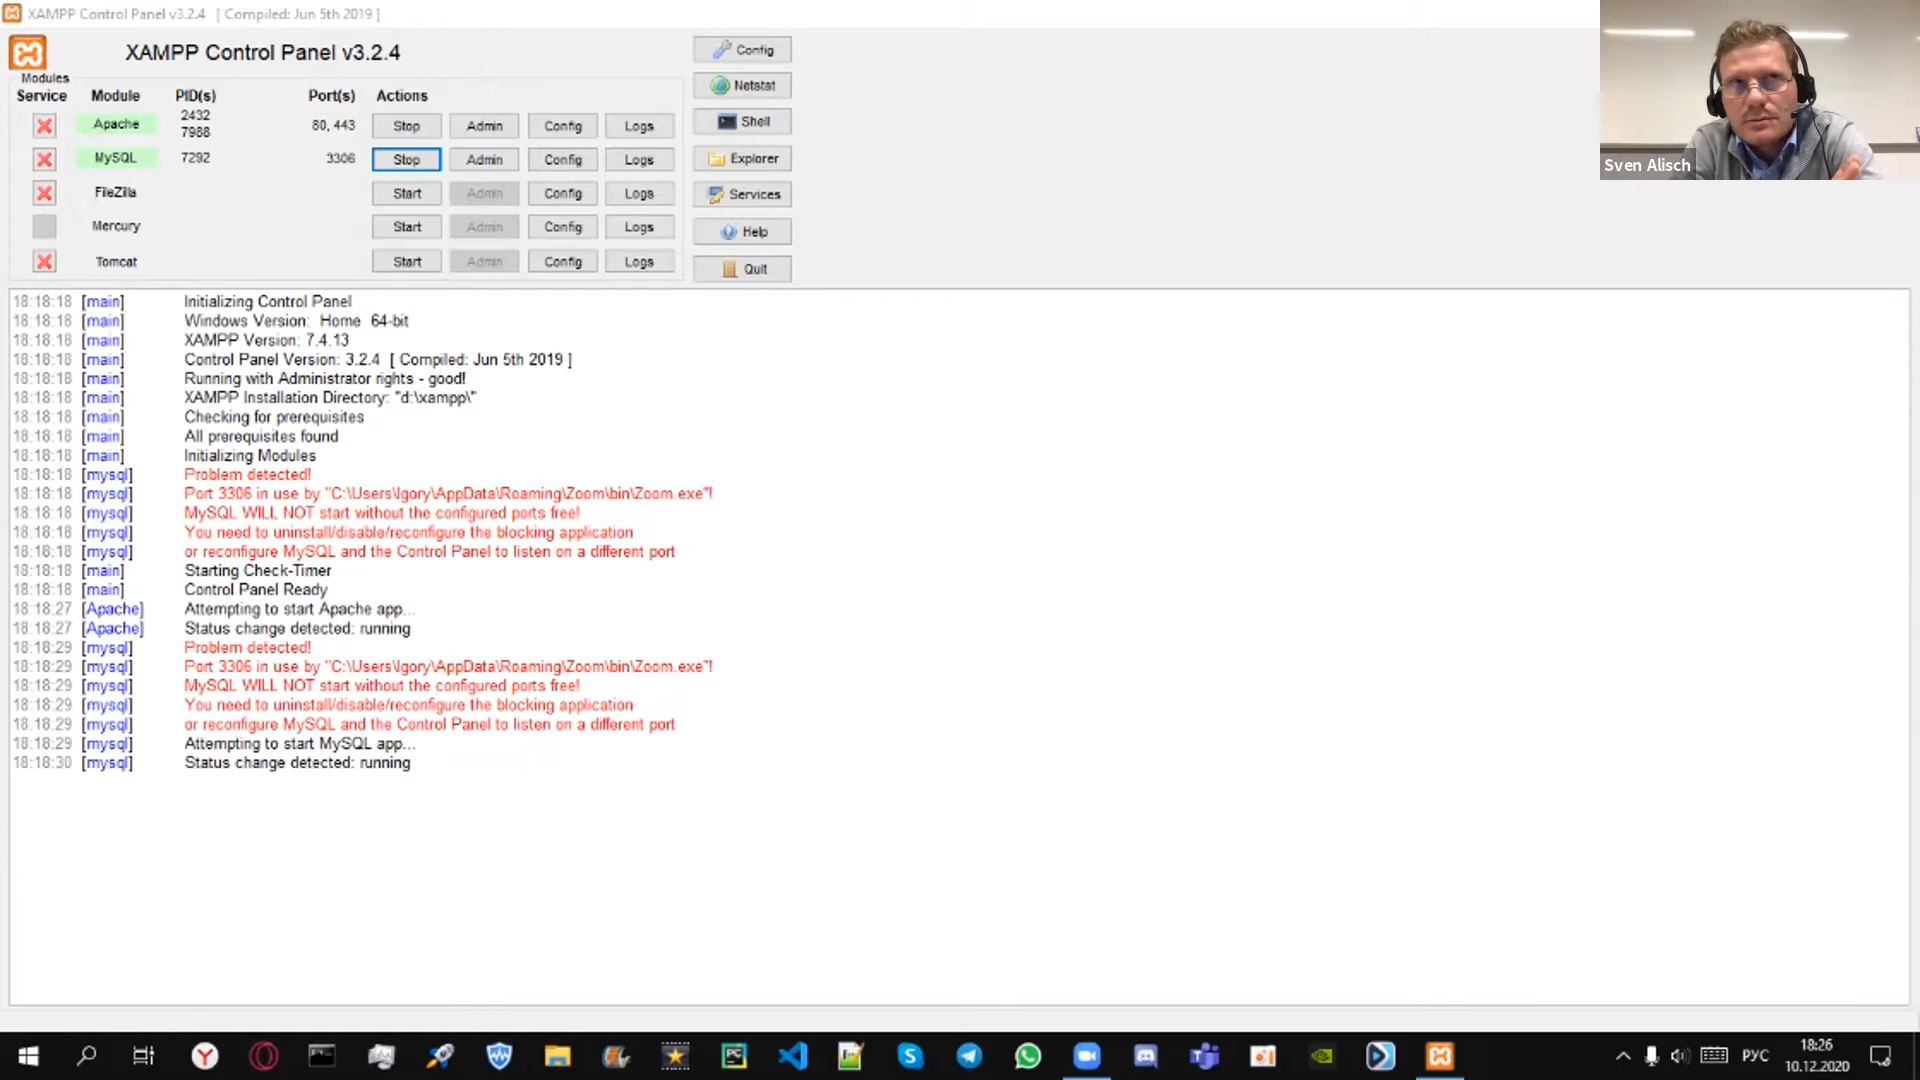 XAMPP Control Panel v3.2.4 [ Compiled: Jun 5th 2019 ]
XAMPP Control Panel v3.2.4
Modules
Service Module PID(s) Port(s) Actions
Apache 2432 7988 80, 443 Stop Admin Config Logs
MySQL 7292 3306 Stop Admin Config Logs
FileZilla Start Admin Config Logs
Mercury Start Admin Config Logs
Tomcat Start Admin Config Logs
Config
Netstat
Shell
Explorer
Services
Help
Quit
Sven Alisch
18:18:18 [main] Initializing Control Panel
18:18:18 [main] Windows Version: Home 64-bit
18:18:18 [main] XAMPP Version: 7.4.13
18:18:18 [main] Control Panel Version: 3.2.4 [ Compiled: Jun 5th 2019 ]
18:18:18 [main] Running with Administrator rights - good!
18:18:18 [main] XAMPP Installation Directory: "d:\xampp\"
18:18:18 [main] Checking for prerequisites
18:18:18 [main] All prerequisites found
18:18:18 [main] Initializing Modules
18:18:18 [mysql] Problem detected!
18:18:18 [mysql] Port 3306 in use by "C:\Users\Igory\AppData\Roaming\Zoom\bin\Zoom.exe"!
18:18:18 [mysql] MySQL WILL NOT start without the configured ports free!
18:18:18 [mysql] You need to uninstall/disable/reconfigure the blocking application
18:18:18 [mysql] or reconfigure MySQL and the Control Panel to listen on a different port
18:18:18 [main] Starting Check-Timer
18:18:18 [main] Control Panel Ready
18:18:27 [Apache] Attempting to start Apache app...
18:18:27 [Apache] Status change detected: running
18:18:29 [mysql] Problem detected!
18:18:29 [mysql] Port 3306 in use by "C:\Users\Igory\AppData\Roaming\Zoom\bin\Zoom.exe"!
18:18:29 [mysql] MySQL WILL NOT start without the configured ports free!
18:18:29 [mysql] You need to uninstall/disable/reconfigure the blocking application
18:18:29 [mysql] or reconfigure MySQL and the Control Panel to listen on a different port
18:18:29 [mysql] Attempting to start MySQL app...
18:18:30 [mysql] Status change detected: running
РУС
18:26
10.12.2020